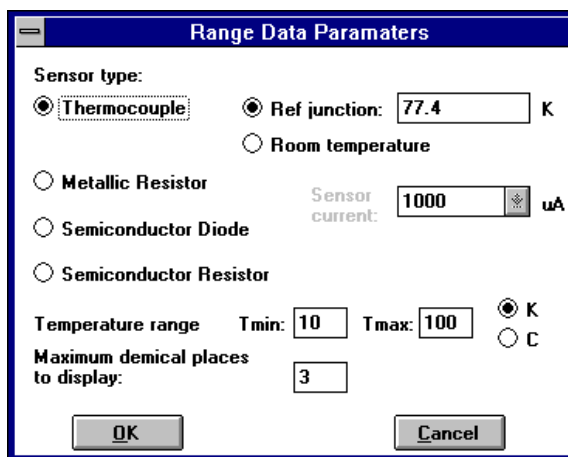 Range Data Paramaters
Sensor type:
Thermocouple
Ref junction: 77.4 K
Room temperature
Metallic Resistor
Sensor current: 1000 uA
Semiconductor Diode
Semiconductor Resistor
Temperature range Tmin: 10 Tmax: 100 K
C
Maximum demical places
to display: 3
OK Cancel